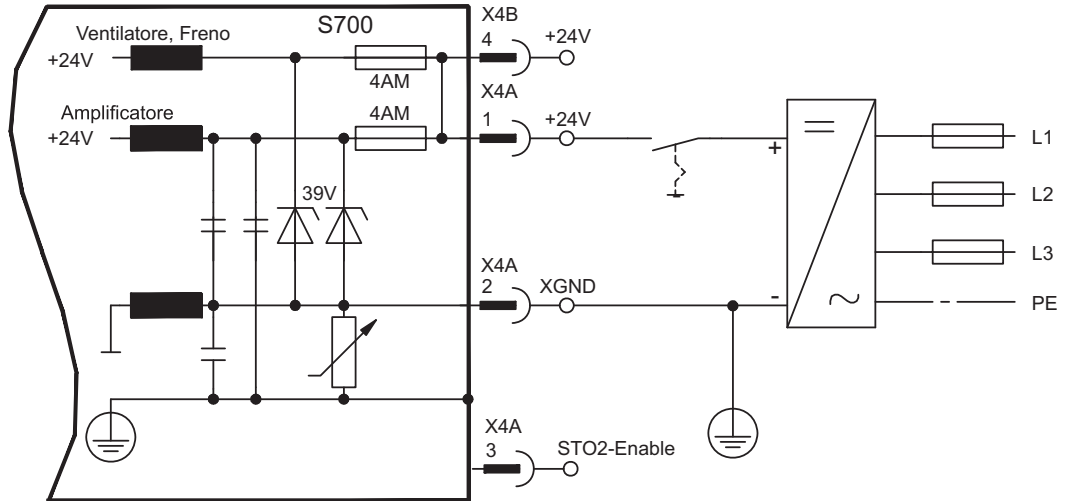 S700
X4B
Ventilatore, Freno
4
+24V
+24V
4AM
X4A
Amplificatore
4AM
1
+24V
+24V
+
L1
39V
L2
L3
X4A
2
XGND
-
PE
X4A
3
STO2-Enable